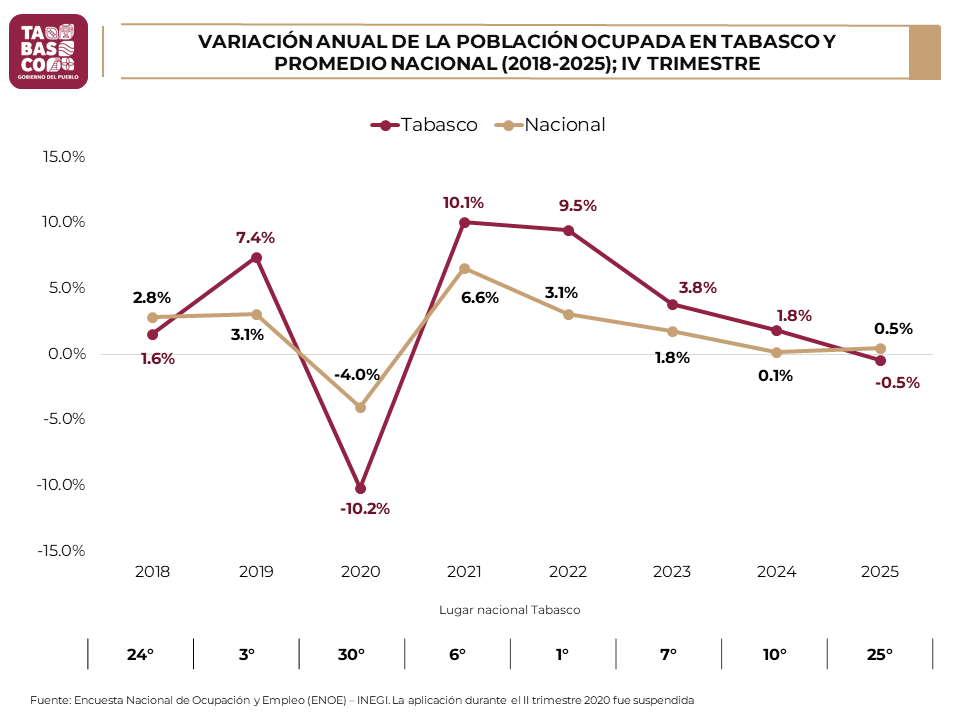 TA
BAS
CO
GOBIERNO DEL PUEBLO
VARIACIÓN ANUAL DE LA POBLACIÓN OCUPADA EN TABASCO Y
PROMEDIO NACIONAL (2018-2025); IV TRIMESTRE
Tabasco Nacional
15.0%
10.0%
5.0%
0.0%
-5.0%
-10.0%
-15.0%
2.8%
1.6%
7.4%
3.1%
-4.0%
-10.2%
10.1%
6.6%
9.5%
3.1%
3.8%
1.8%
1.8%
0.1%
0.5%
-0.5%
2018 2019 2020 2021 2022 2023 2024 2025
Lugar nacional Tabasco
24° 3° 30° 6° 1° 7° 10° 25°
Fuente: Encuesta Nacional de Ocupación y Empleo (ENOE) – INEGI. La aplicación durante el II trimestre 2020 fue suspendida